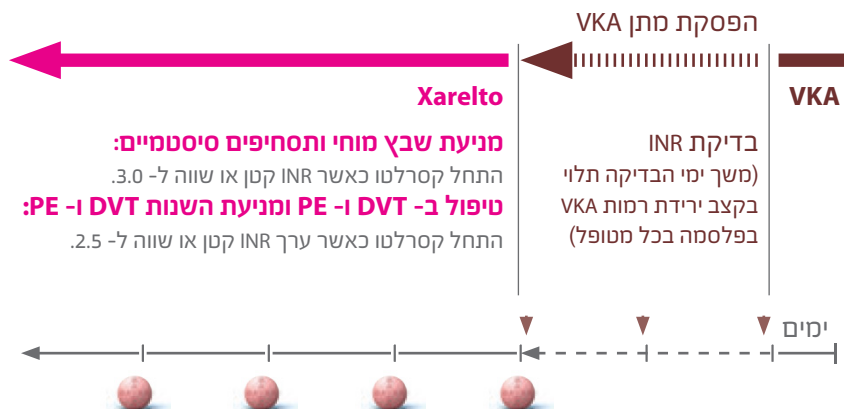 הפסקת מתן VKA
VKA
בדיקת INR
(משך ימי הבדיקה תלוי
בקצב ירידת רמות VKA
בפלסמה בכל מטופל)
Xarelto
מניעת שבץ מוחי ותסחיפים סיסטמיים:
התחל קסרלטו כאשר INR קטן או שווה ל- 3.0.
טיפול ב- DVT ו- PE ומניעת השנות DVT ו- PE:
התחל קסרלטו כאשר ערך INR קטן או שווה ל- 2.5.
ימים